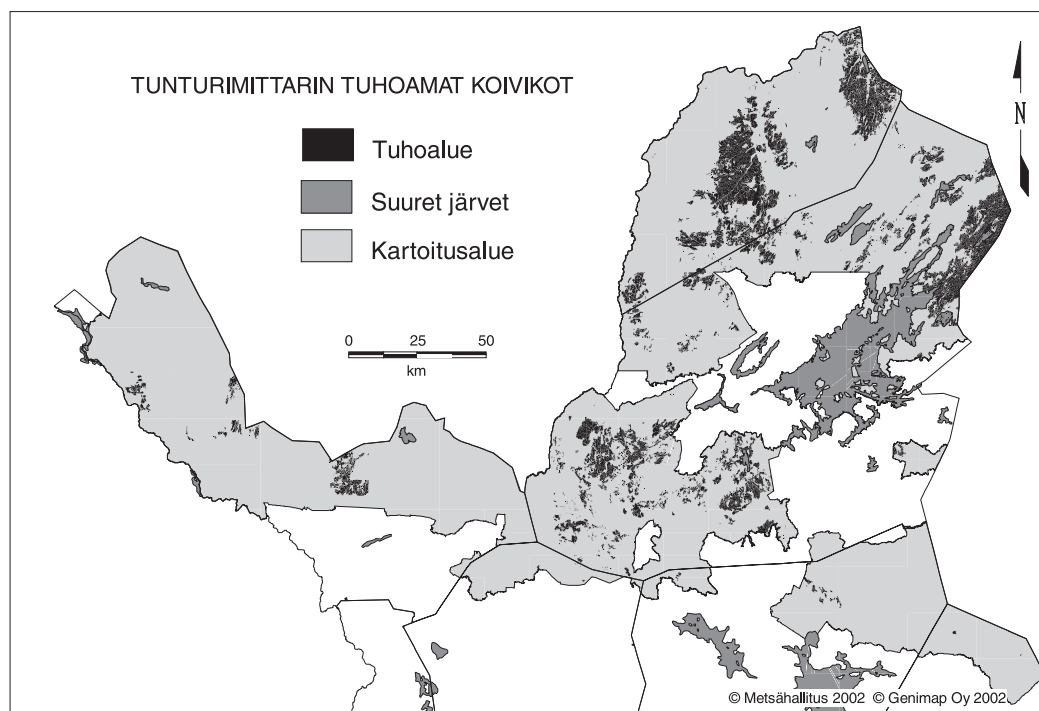 TUNTURIMITTARIN TUHOAMAT KOIVIKOT
Tuhoalue
Suuret järvet
Kartoitusalue
0 25 50
km
N
© Metsähallitus 2002 © Genimap Oy 2002